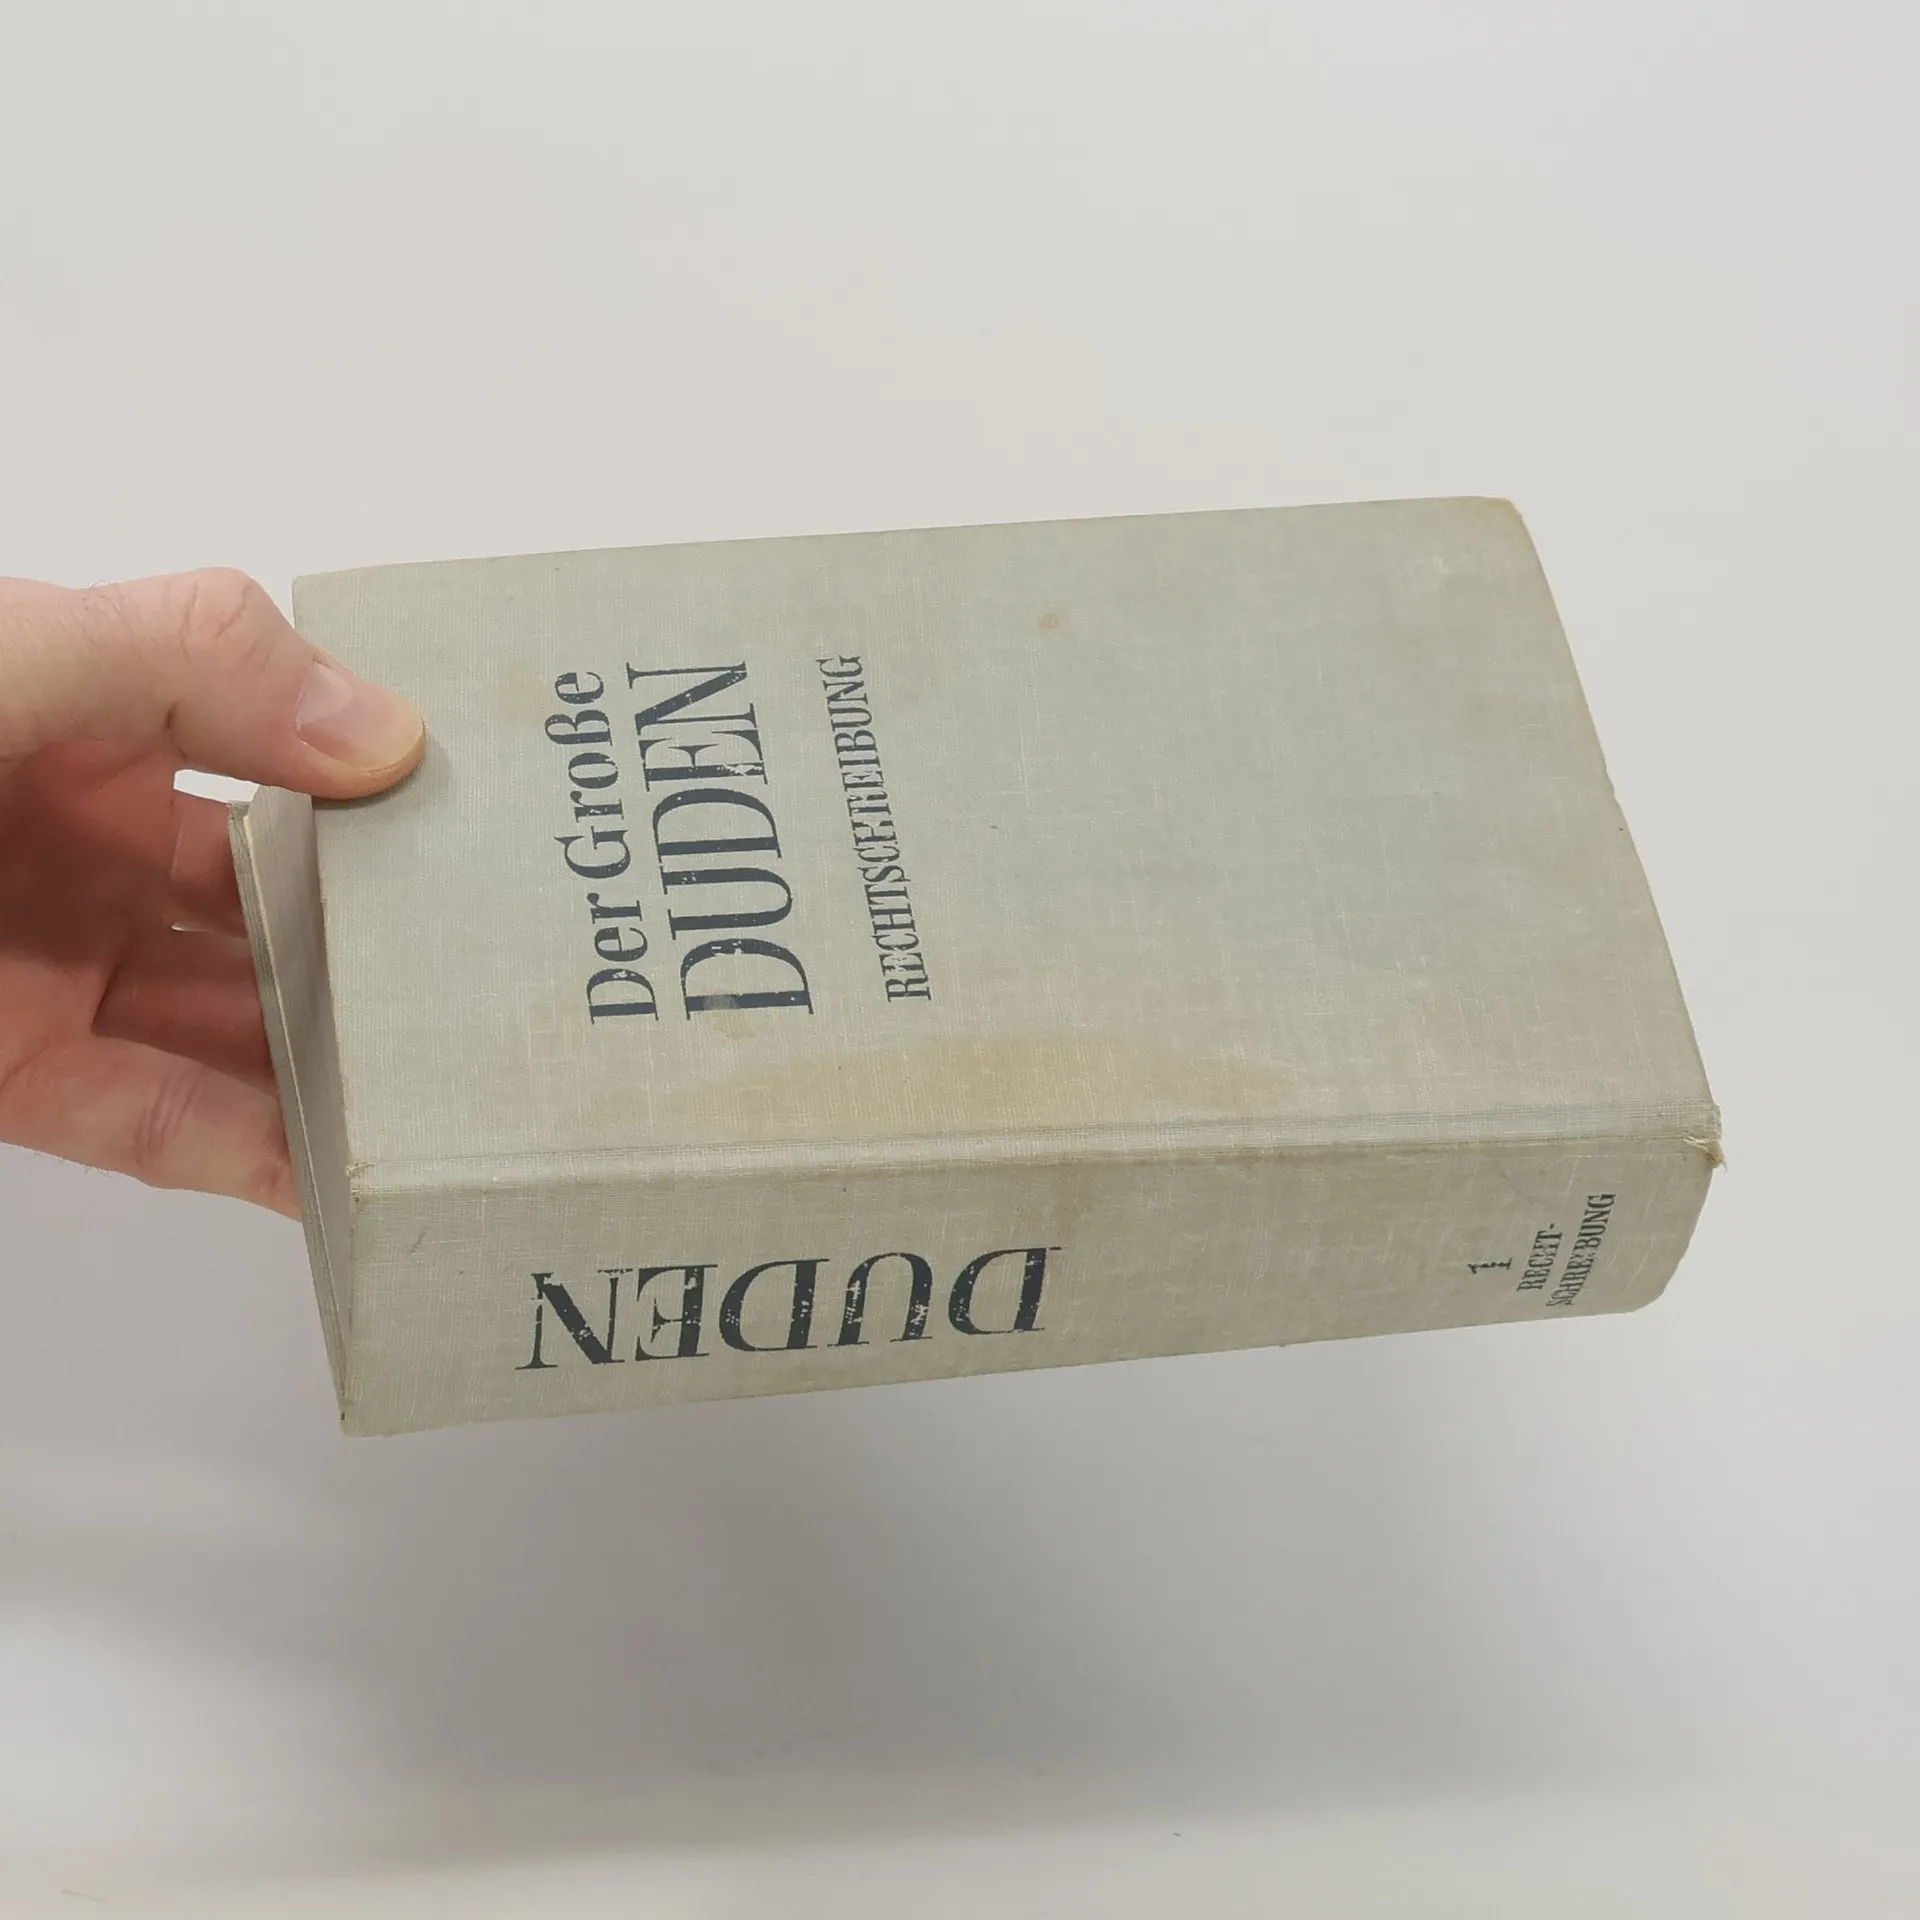 Der Große
DUDEN
RECHTSCHREIBUNG
DUDEN
1
RECHT-
SCHREIBUNG